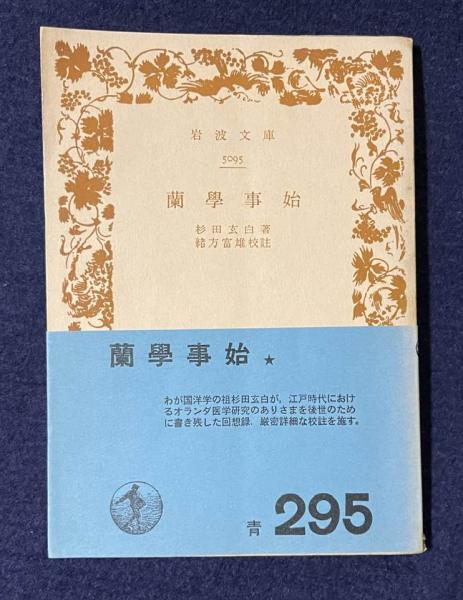 岩波文庫
5095
蘭學事始
杉田玄白著
緒方富雄校註
蘭學事始 ★
わが国洋学の祖杉田玄白が，江戸時代におけ
るオランダ医学研究のありさまを後世のため
に書き残した回想録．厳密詳細な校註を施す。
青 295